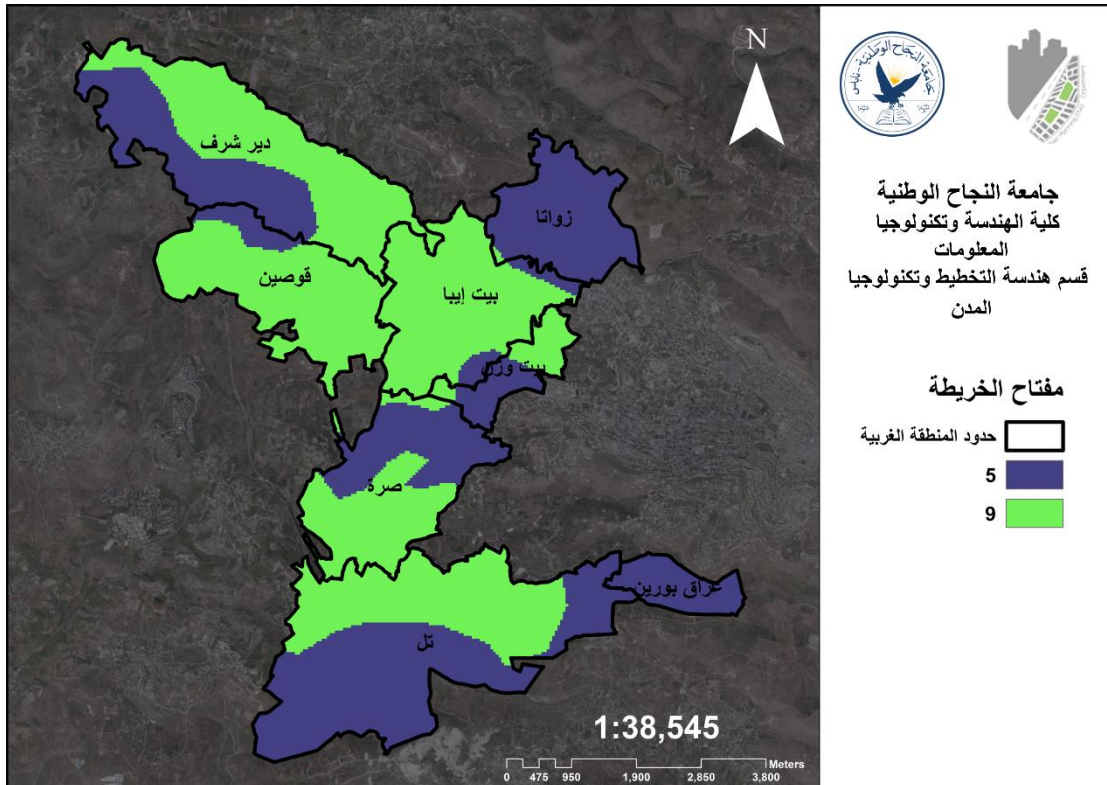 N
دير شرف
زواتا
قوصين
بيت إيبا
بيت وزن
صرة
عراق بورين
تل
1:38,545
Meters
0 475 950 1,900 2,850 3,800
جامعة النجاح الوطنية
كلية الهندسة وتكنولوجيا
المعلومات
قسم هندسة التخطيط وتكنولوجيا
المدن
مفتاح الخريطة
حدود المنطقة الغربية
5
9